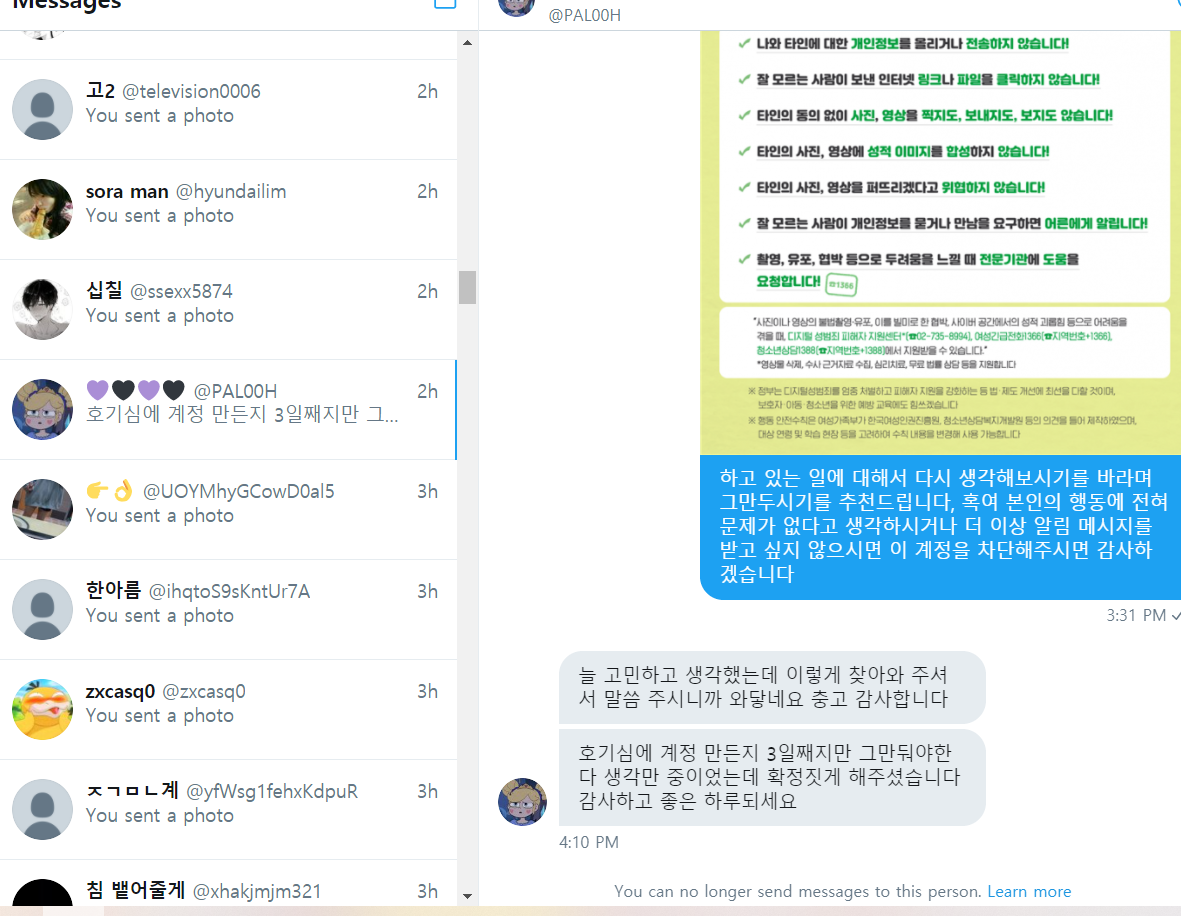 Messages
고2 @television0006 2h
You sent a photo
sora man @hyundailim 2h
You sent a photo
십칠 @ssexx5874 2h
You sent a photo
💜🖤💜🖤 @PAL00H 2h
호기심에 계정 만든지 3일째지만 그...
👉👌 @UOYMhyGCowD0al5 3h
You sent a photo
한아름 @ihqtoS9sKntUr7A 3h
You sent a photo
zxcasq0 @zxcasq0 3h
You sent a photo
ㅈㄱㅁㄴ계 @yfWsg1fehxKdpuR 3h
You sent a photo
침 뱉어줄게 @xhakjmjm321 3h
@PAL00H
✓ 나와 타인에 대한 개인정보를 올리거나 전송하지 않습니다!
✓ 잘 모르는 사람이 보낸 인터넷 링크나 파일을 클릭하지 않습니다!
✓ 타인의 동의 없이 사진, 영상을 찍지도, 보내지도, 보지도 않습니다!
✓ 타인의 사진, 영상에 성적 이미지를 합성하지 않습니다!
✓ 타인의 사진, 영상을 퍼뜨리겠다고 위협하지 않습니다!
✓ 잘 모르는 사람이 개인정보를 묻거나 만남을 요구하면 어른에게 알립니다!
✓ 촬영, 유포, 협박 등으로 두려움을 느낄 때 전문기관에 도움을
요청합니다! ☎1366
"사진이나 영상의 불법촬영·유포, 이를 빌미로 한 협박, 사이버 공간에서의 성적 괴롭힘 등으로 어려움을
겪을 때, 디지털 성범죄 피해자 지원센터*(☎02-735-8994), 여성긴급전화1366(☎지역번호+1366),
청소년상담1388(☎지역번호+1388)에서 지원받을 수 있습니다."
*영상물 삭제, 수사 근거자료 수집, 심리치료, 무료 법률 상담 등을 지원합니다
※ 정부는 디지털성범죄를 엄중 처벌하고 피해자 지원을 강화하는 등 법·제도 개선에 최선을 다할 것이며,
보호자·아동·청소년을 위한 예방 교육에도 힘쓰겠습니다
※ 행동 안전수칙은 여성가족부가 한국여성인권진흥원, 청소년상담복지개발원 등의 의견을 들어 제작하였으며,
대상 연령 및 학습 현장 등을 고려하여 수칙 내용을 변경해 사용 가능합니다
하고 있는 일에 대해서 다시 생각해보시기를 바라며
그만두시기를 추천드립니다, 혹여 본인의 행동에 전혀
문제가 없다고 생각하시거나 더 이상 알림 메시지를
받고 싶지 않으시면 이 계정을 차단해주시면 감사하
겠습니다
3:31 PM ✓
늘 고민하고 생각했는데 이렇게 찾아와 주셔
서 말씀 주시니까 와닿네요 충고 감사합니다
호기심에 계정 만든지 3일째지만 그만둬야한
다 생각만 중이었는데 확정짓게 해주셨습니다
감사하고 좋은 하루되세요
4:10 PM
You can no longer send messages to this person. Learn more